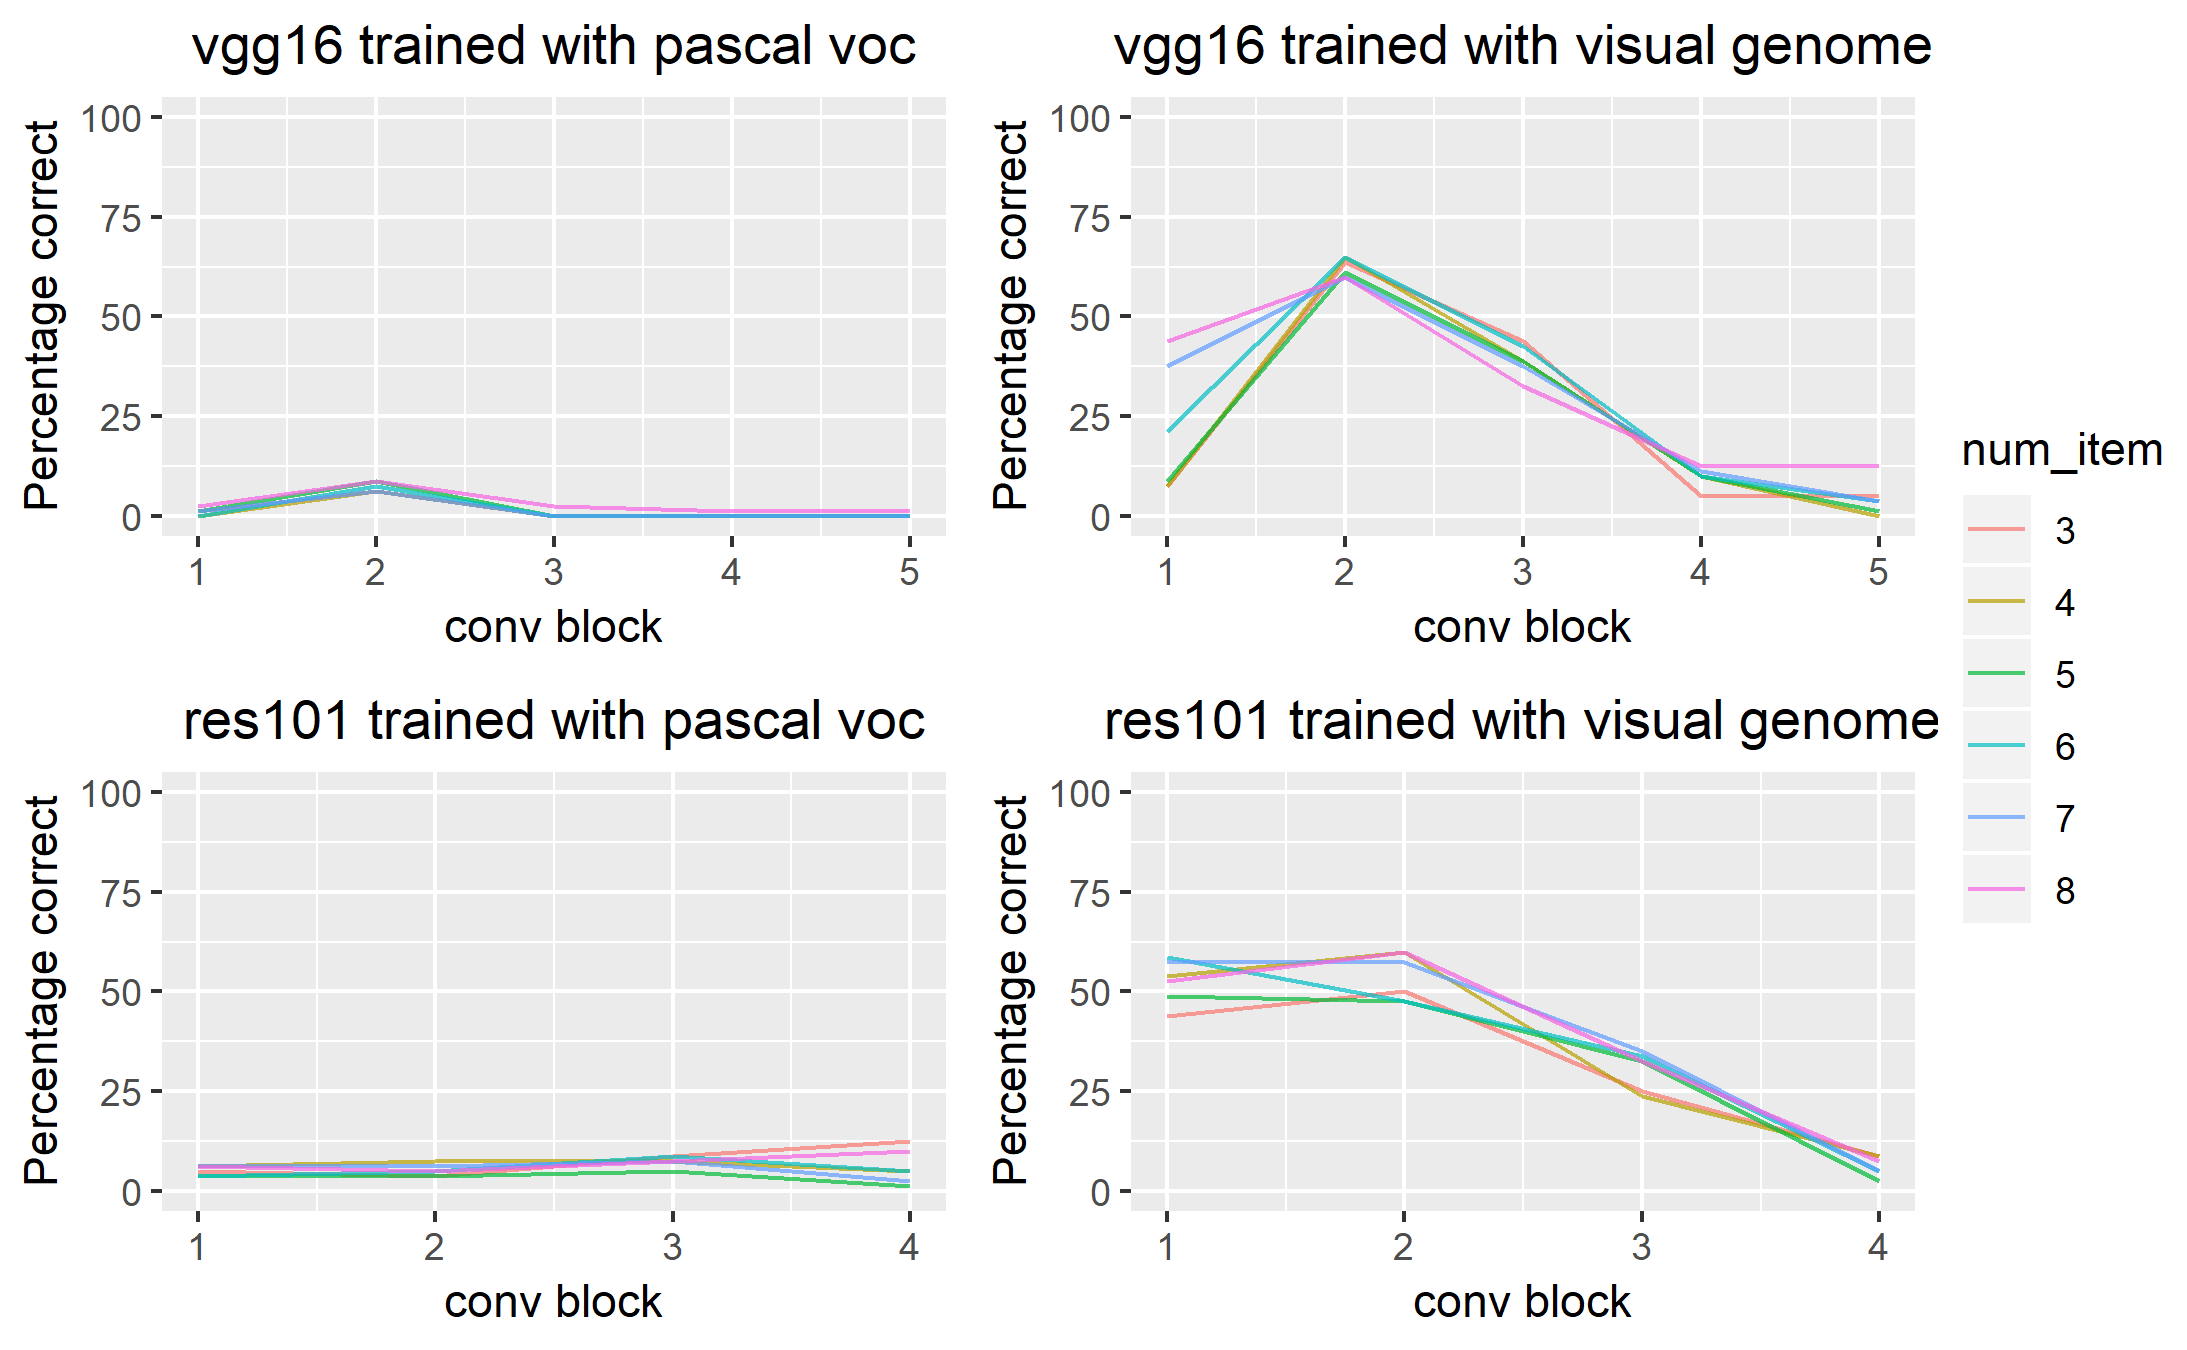 vgg16 trained with pascal voc
Percentage correct
100
75
50
25
0
1 2 3 4 5
conv block
vgg16 trained with visual genome
Percentage correct
100
75
50
25
0
1 2 3 4 5
conv block
res101 trained with pascal voc
Percentage correct
100
75
50
25
0
1 2 3 4
conv block
res101 trained with visual genome
Percentage correct
100
75
50
25
0
1 2 3 4
conv block
num_item
3
4
5
6
7
8